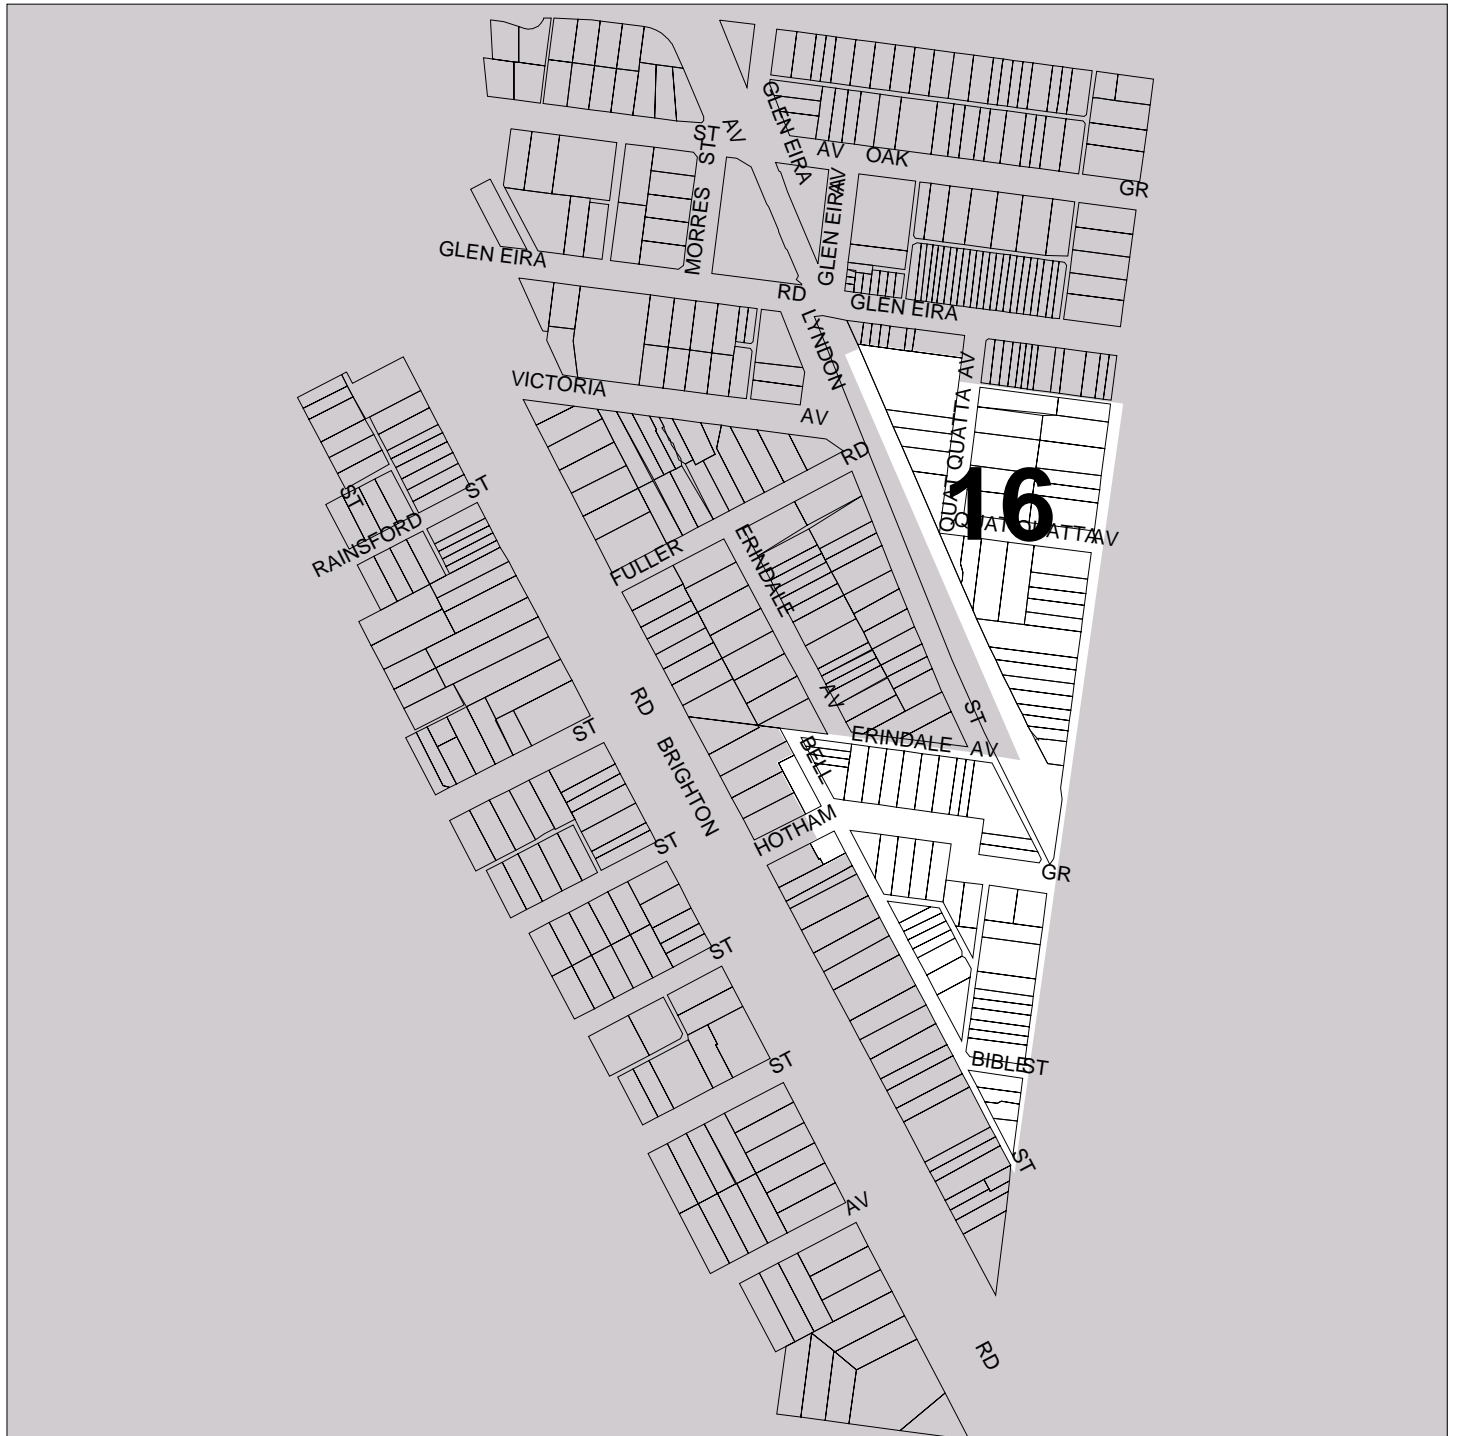 ST
AV
GLEN EIRA
MORRES ST
AV
OAK
GR
GLEN EIRA AV
GLEN EIRA
RD
GLEN EIRA
LYNDON
VICTORIA
AV
QUAT QUATTA AV
RD
16
ST
ST
QUAT QUATTA AV
RAINSFORD
FULLER
ERINDALE
AV
RD
ST
ST
ERINDALE AV
BELL
BRIGHTON
HOTHAM
ST
GR
ST
BIBLE ST
ST
ST
AV
RD